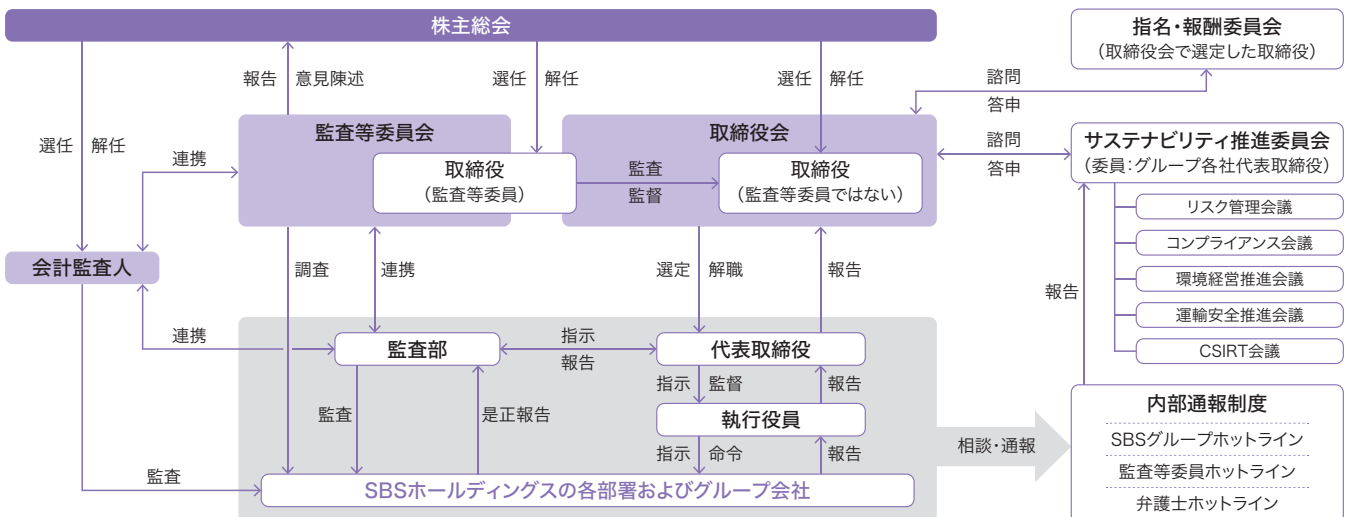 株主総会
指名・報酬委員会
（取締役会で選定した取締役）
報告 意見陳述
選任 解任
選任 解任
諮問
答申
選任 解任
連携
監査等委員会
取締役
（監査等委員）
監査
監督
取締役会
取締役
（監査等委員ではない）
諮問
答申
サステナビリティ推進委員会
（委員：グループ各社代表取締役）
リスク管理会議
コンプライアンス会議
環境経営推進会議
運輸安全推進会議
CSIRT会議
会計監査人
調査
連携
選定 解職
報告
報告
連携
監査部
指示
報告
代表取締役
指示 監督
報告
監査
是正報告
執行役員
指示 命令
報告
監査
SBSホールディングスの各部署およびグループ会社
相談・通報
内部通報制度
SBSグループホットライン
監査等委員ホットライン
弁護士ホットライン